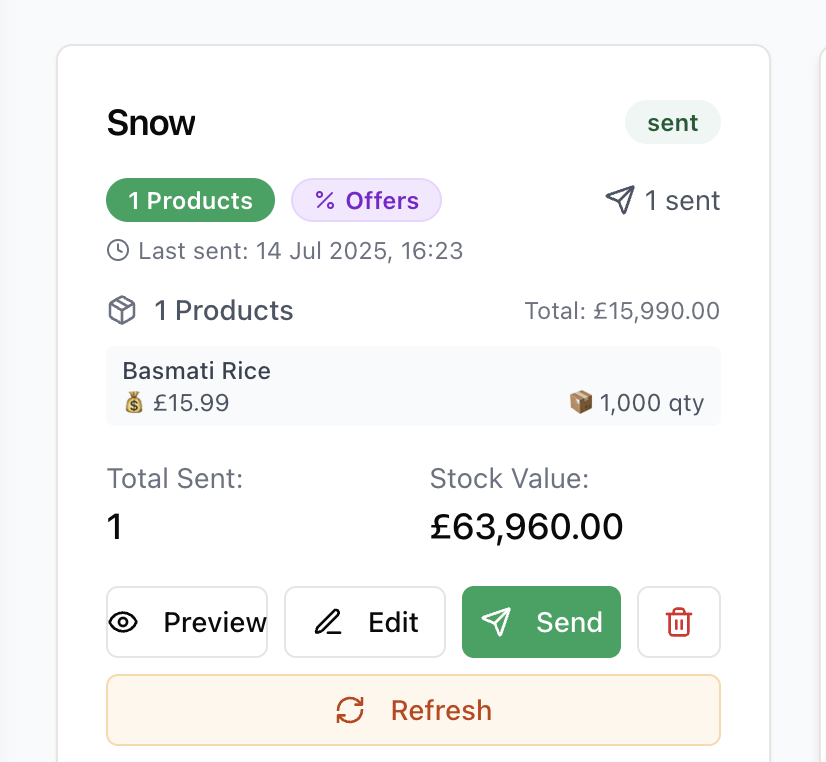 Snow
sent
1 Products
% Offers
1 sent
Last sent: 14 Jul 2025, 16:23
1 Products
Total: £15,990.00
Basmati Rice
£15.99
1,000 qty
Total Sent:
Stock Value:
1
£63,960.00
Preview
Edit
Send
Refresh